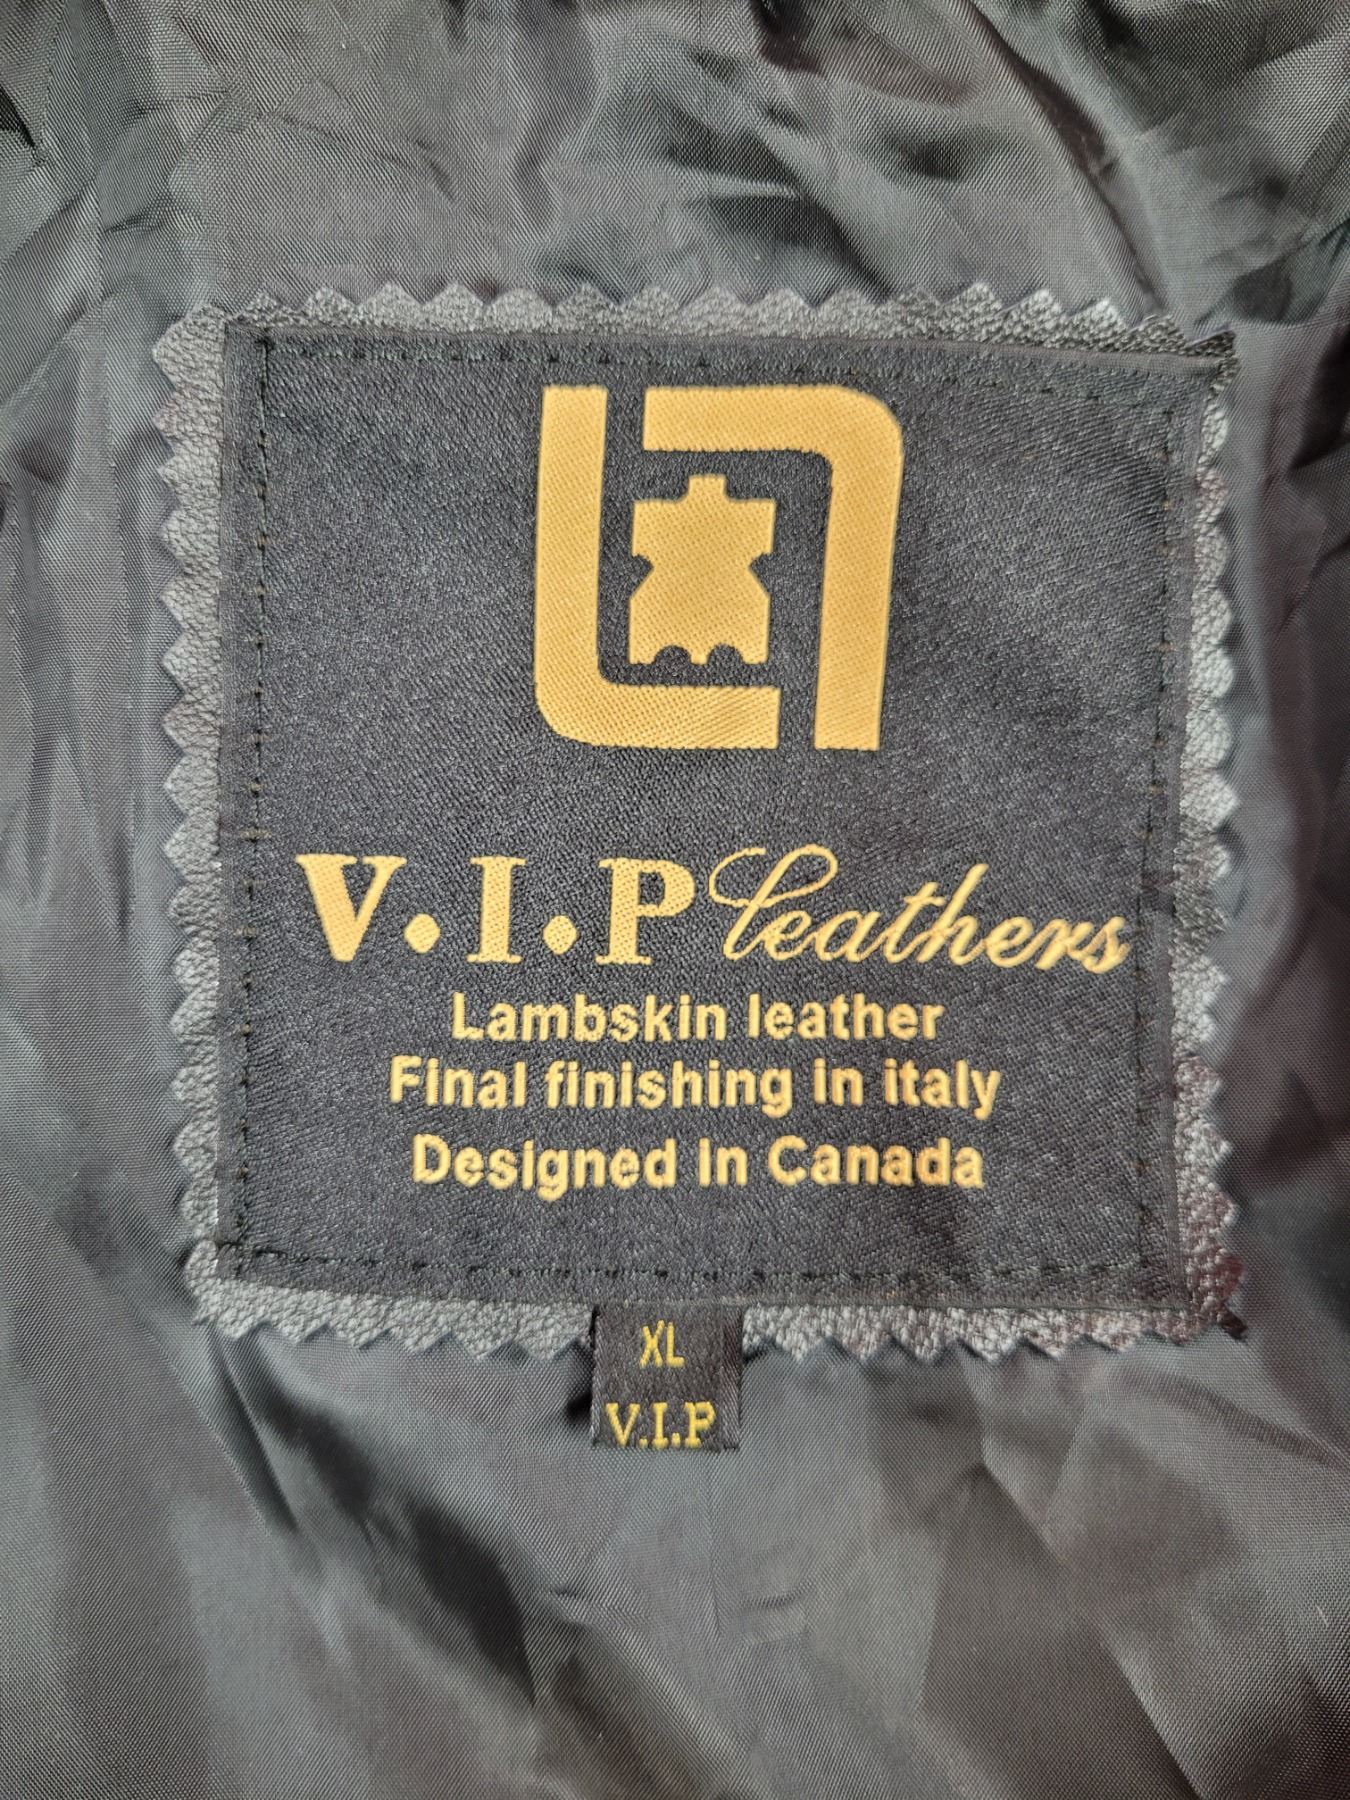 V.I.P leathers
Lambskin leather
Final finishing in italy
Designed In Canada
XL
V.I.P